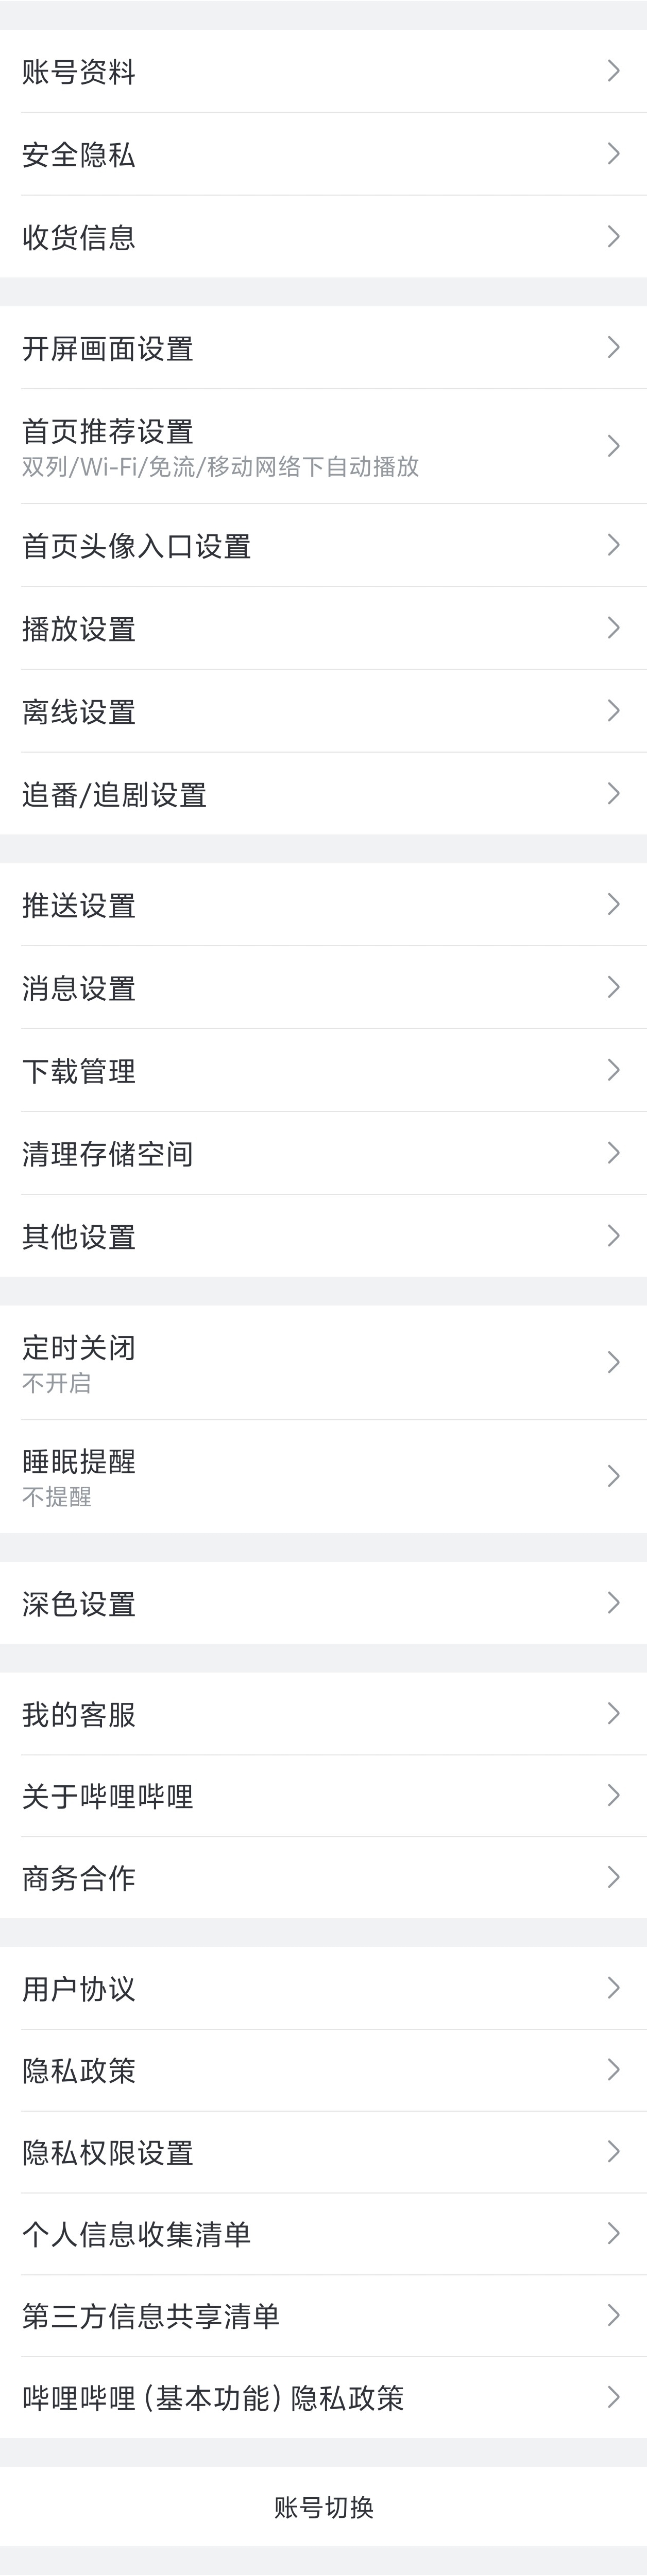 账号资料
安全隐私
收货信息
开屏画面设置
首页推荐设置
双列/Wi-Fi/免流/移动网络下自动播放
首页头像入口设置
播放设置
离线设置
追番/追剧设置
推送设置
消息设置
下载管理
清理存储空间
其他设置
定时关闭
不开启
睡眠提醒
不提醒
深色设置
我的客服
关于哔哩哔哩
商务合作
用户协议
隐私政策
隐私权限设置
个人信息收集清单
第三方信息共享清单
哔哩哔哩（基本功能）隐私政策
账号切换